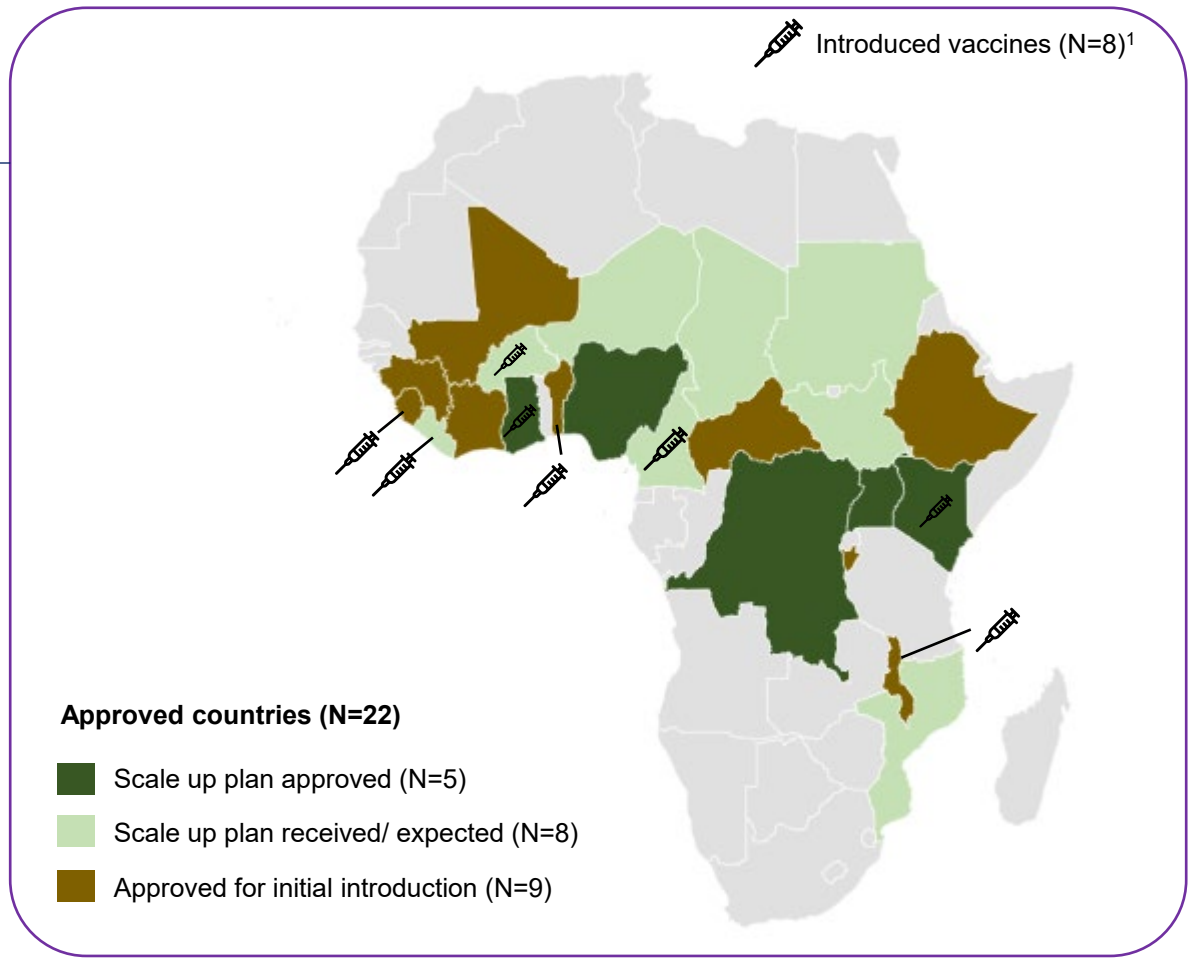 Introduced vaccines (N=8)¹
Approved countries (N=22)
Scale up plan approved (N=5)
Scale up plan received/ expected (N=8)
Approved for initial introduction (N=9)